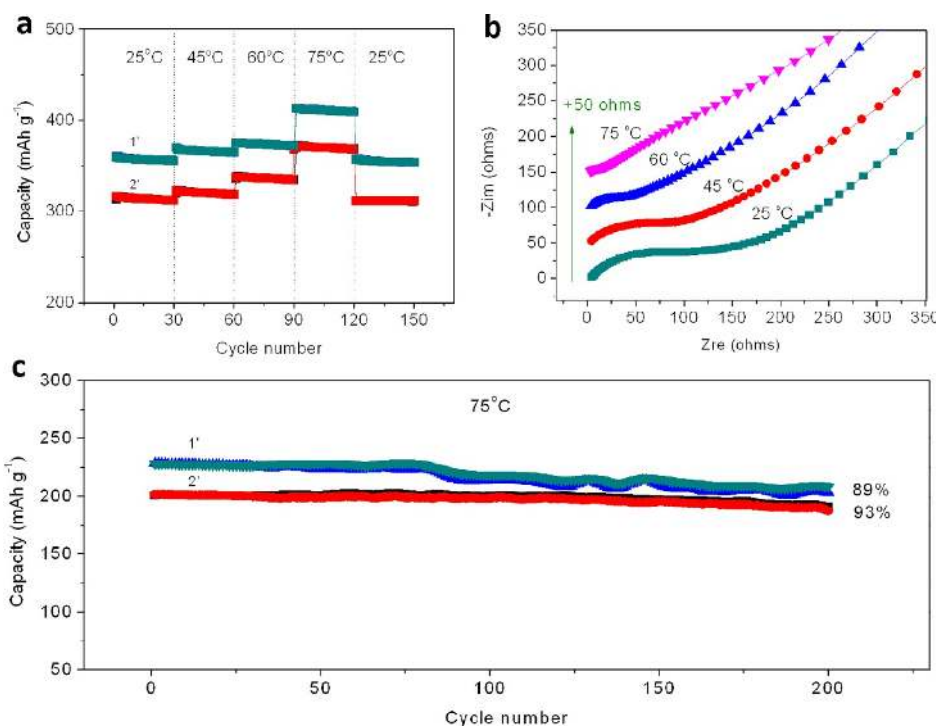 a
500
400
300
200
Capacity (mAh g⁻¹)
25°C 45°C 60°C 75°C 25°C
1'
2'
0 30 60 90 120 150
Cycle number
b
350
300
250
200
150
100
50
0
-Zim (ohms)
+50 ohms
75 °C
60 °C
45 °C
25 °C
0 50 100 150 200 250 300 350
Zre (ohms)
c
300
250
200
150
100
50
Capacity (mAh g⁻¹)
75°C
1'
2'
89%
93%
0 50 100 150 200
Cycle number